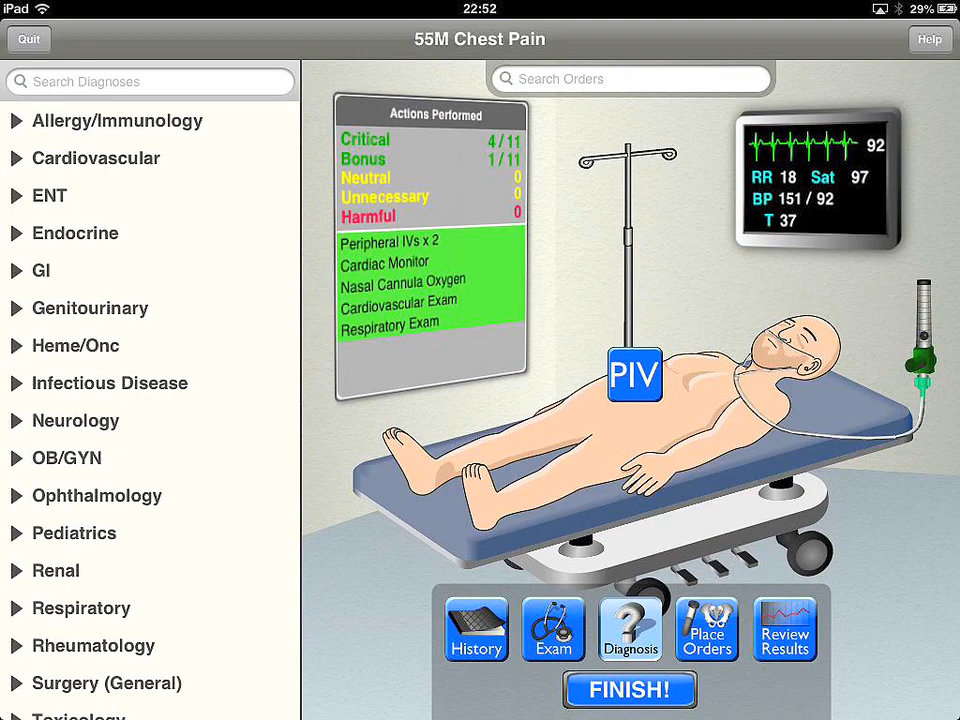 iPad 22:52 29%
Quit 55M Chest Pain Help
Search Diagnoses
Allergy/Immunology
Cardiovascular
ENT
Endocrine
GI
Genitourinary
Heme/Onc
Infectious Disease
Neurology
OB/GYN
Ophthalmology
Pediatrics
Renal
Respiratory
Rheumatology
Surgery (General)
Toxicology
Search Orders
Actions Performed
Critical 4/11
Bonus 1/11
Neutral 0
Unnecessary 0
Harmful 0
Peripheral IVs x 2
Cardiac Monitor
Nasal Cannula Oxygen
Cardiovascular Exam
Respiratory Exam
92
RR 18 Sat 97
BP 151 / 92
T 37
PIV
History
Exam
Diagnosis
Place
Orders
Review
Results
FINISH!